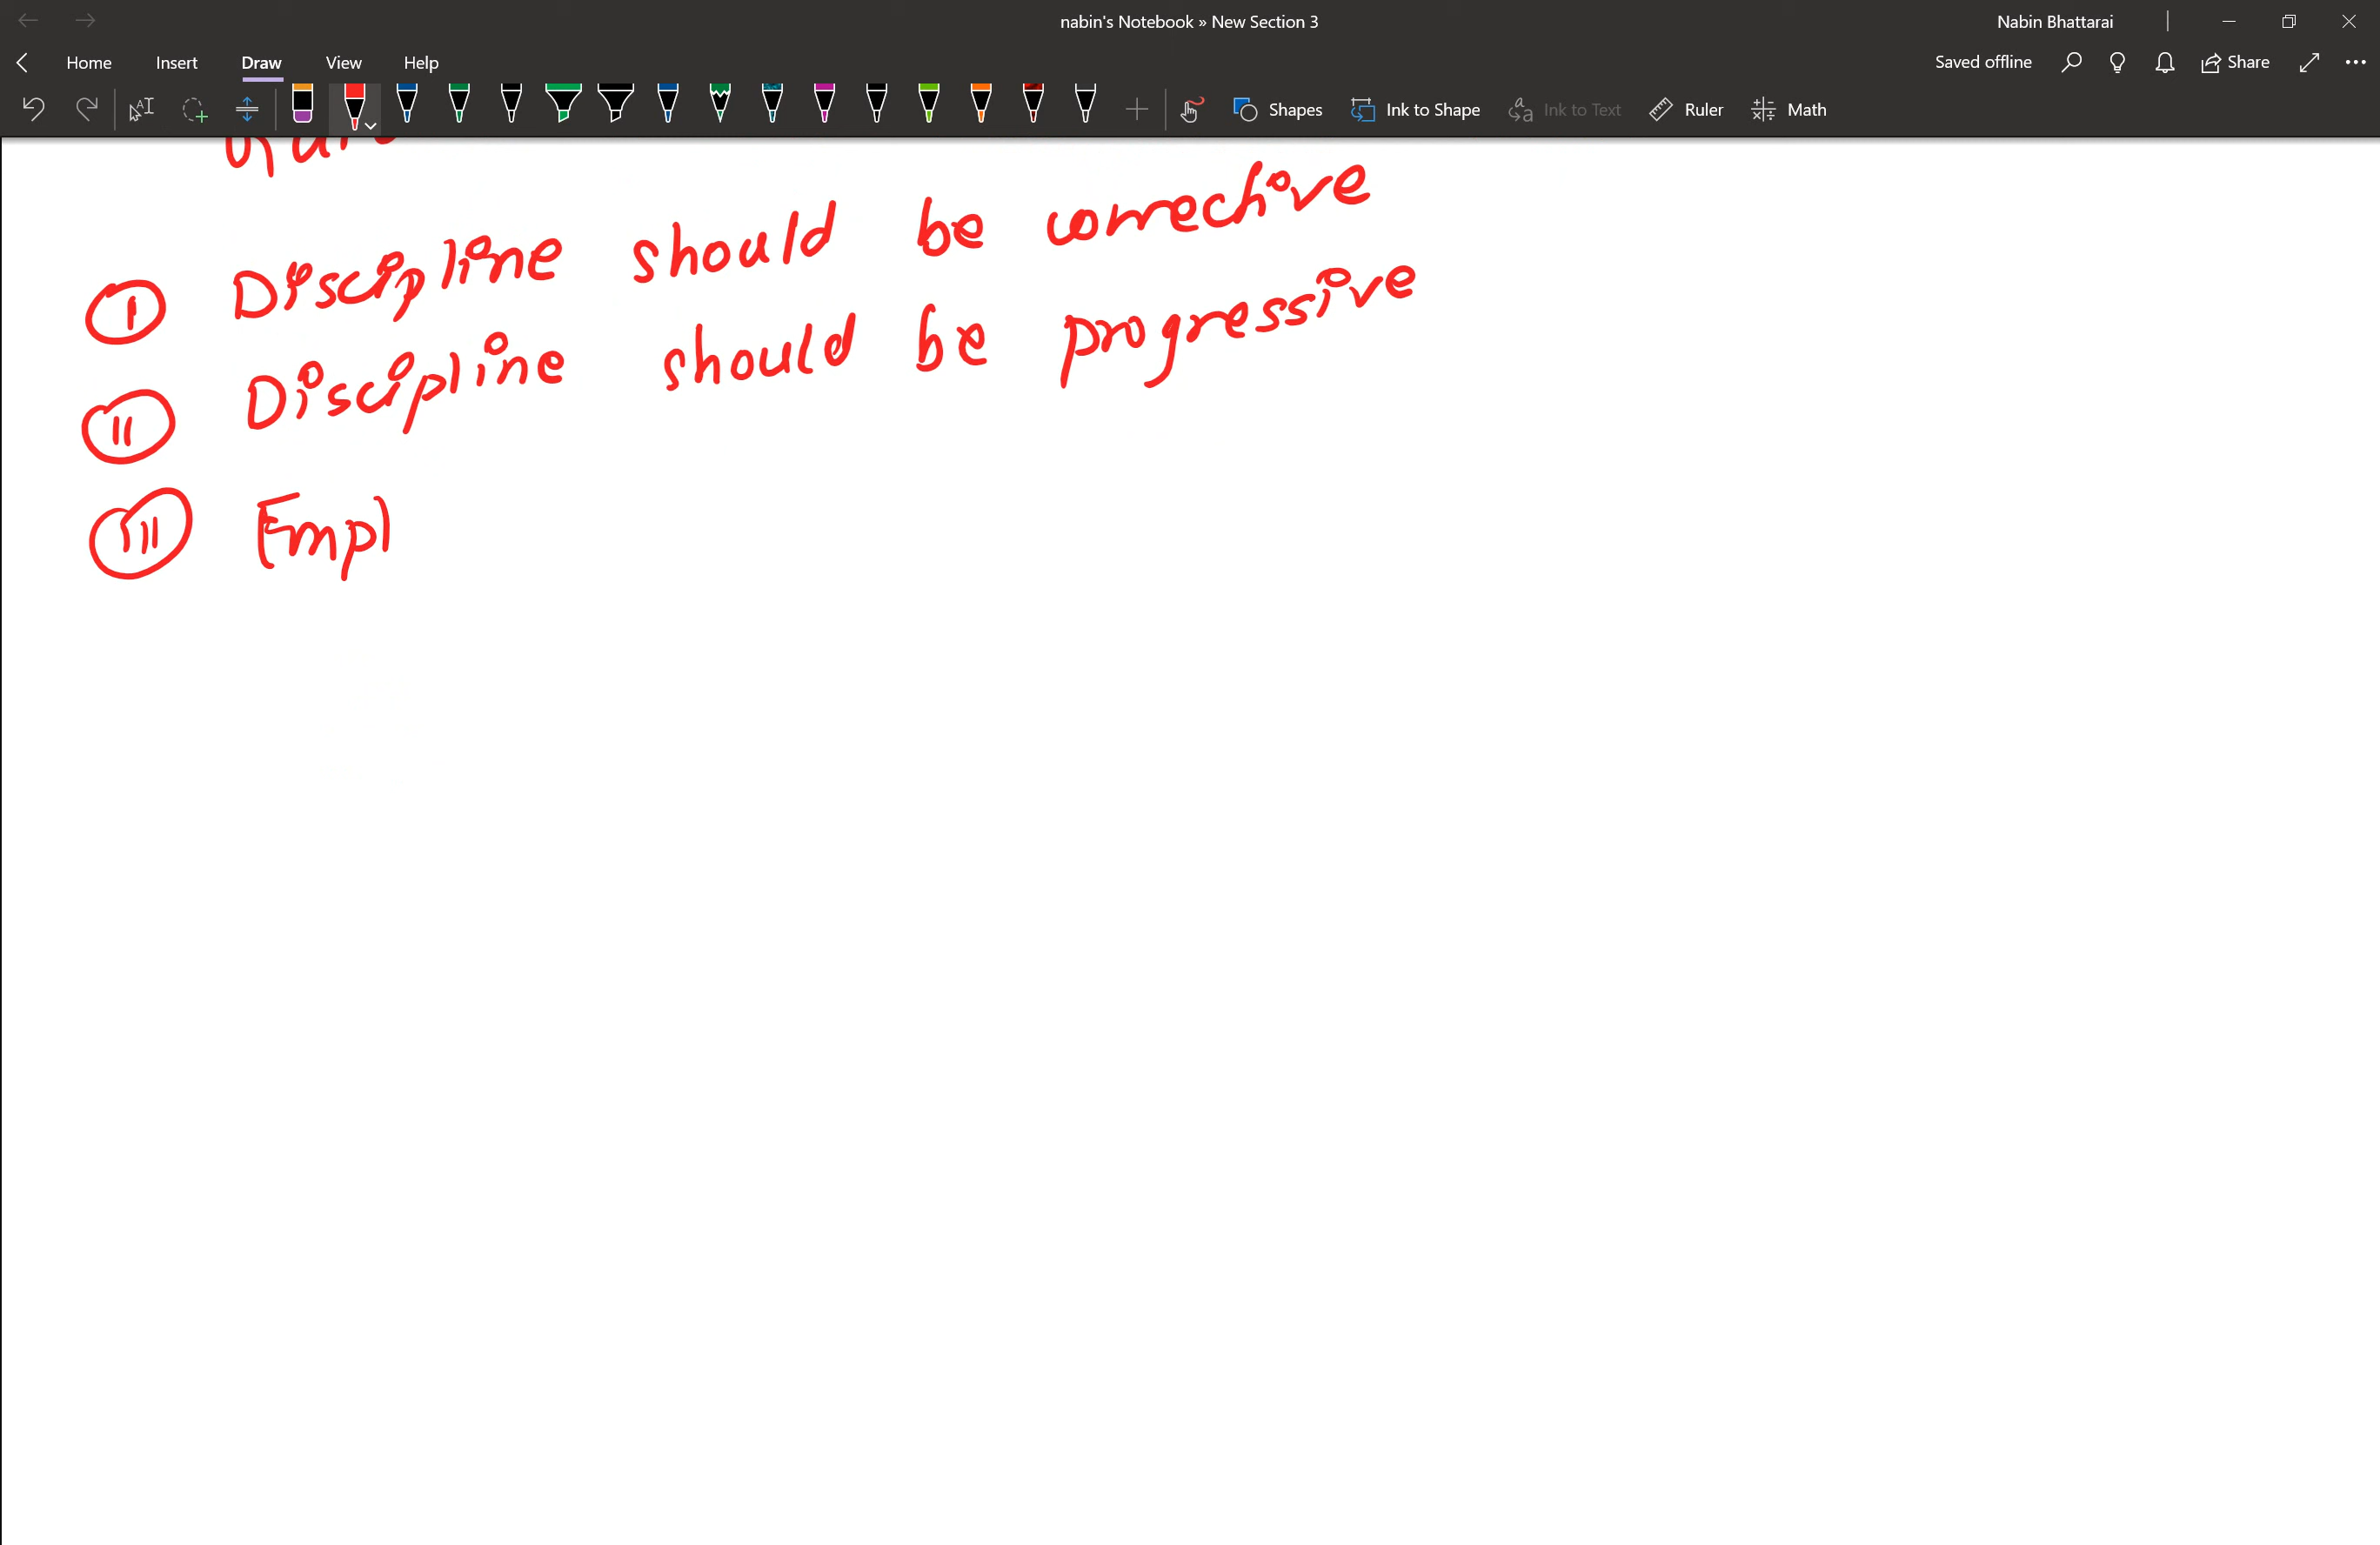 nabin's Notebook » New Section 3
Nabin Bhattarai
Home Insert Draw View Help
Saved offline
Share
Shapes Ink to Shape Ink to Text Ruler Math
I Discipline should be corrective
II Discipline should be progressive
III Empl